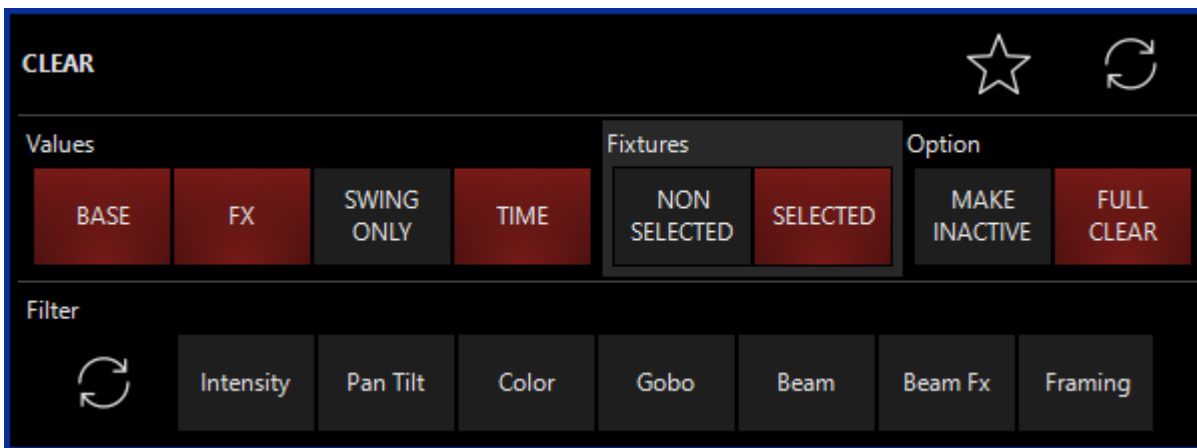 CLEAR
Values
Fixtures
Option
BASE
FX
SWING
ONLY
TIME
NON
SELECTED
SELECTED
MAKE
INACTIVE
FULL
CLEAR
Filter
Intensity
Pan Tilt
Color
Gobo
Beam
Beam Fx
Framing